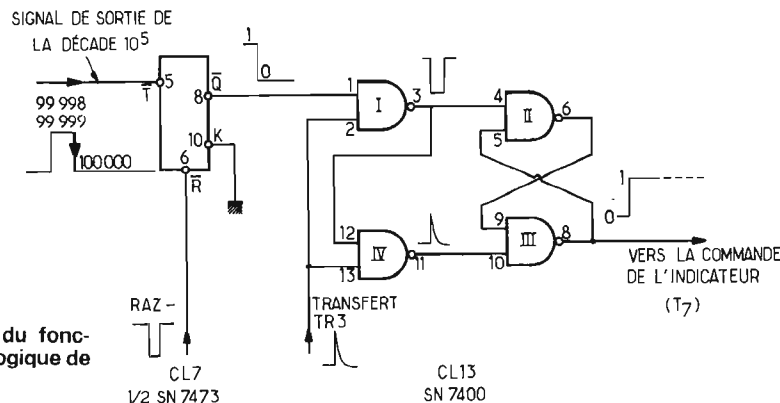 SIGNAL DE SORTIE DE
LA DÉCADE 10⁵
5
T̅
99 998
99 999
100 000
8
Q̅
10
K
6
R̅
1
0
1
2
3
I
4
5
6
II
12
13
11
IV
9
10
8
III
0
1
VERS LA COMMANDE
DE L'INDICATEUR
(T7)
RAZ-
TRANSFERT
TR3
du fonc-
ogique de
CL7
1/2 SN 7473
CL13
SN 7400